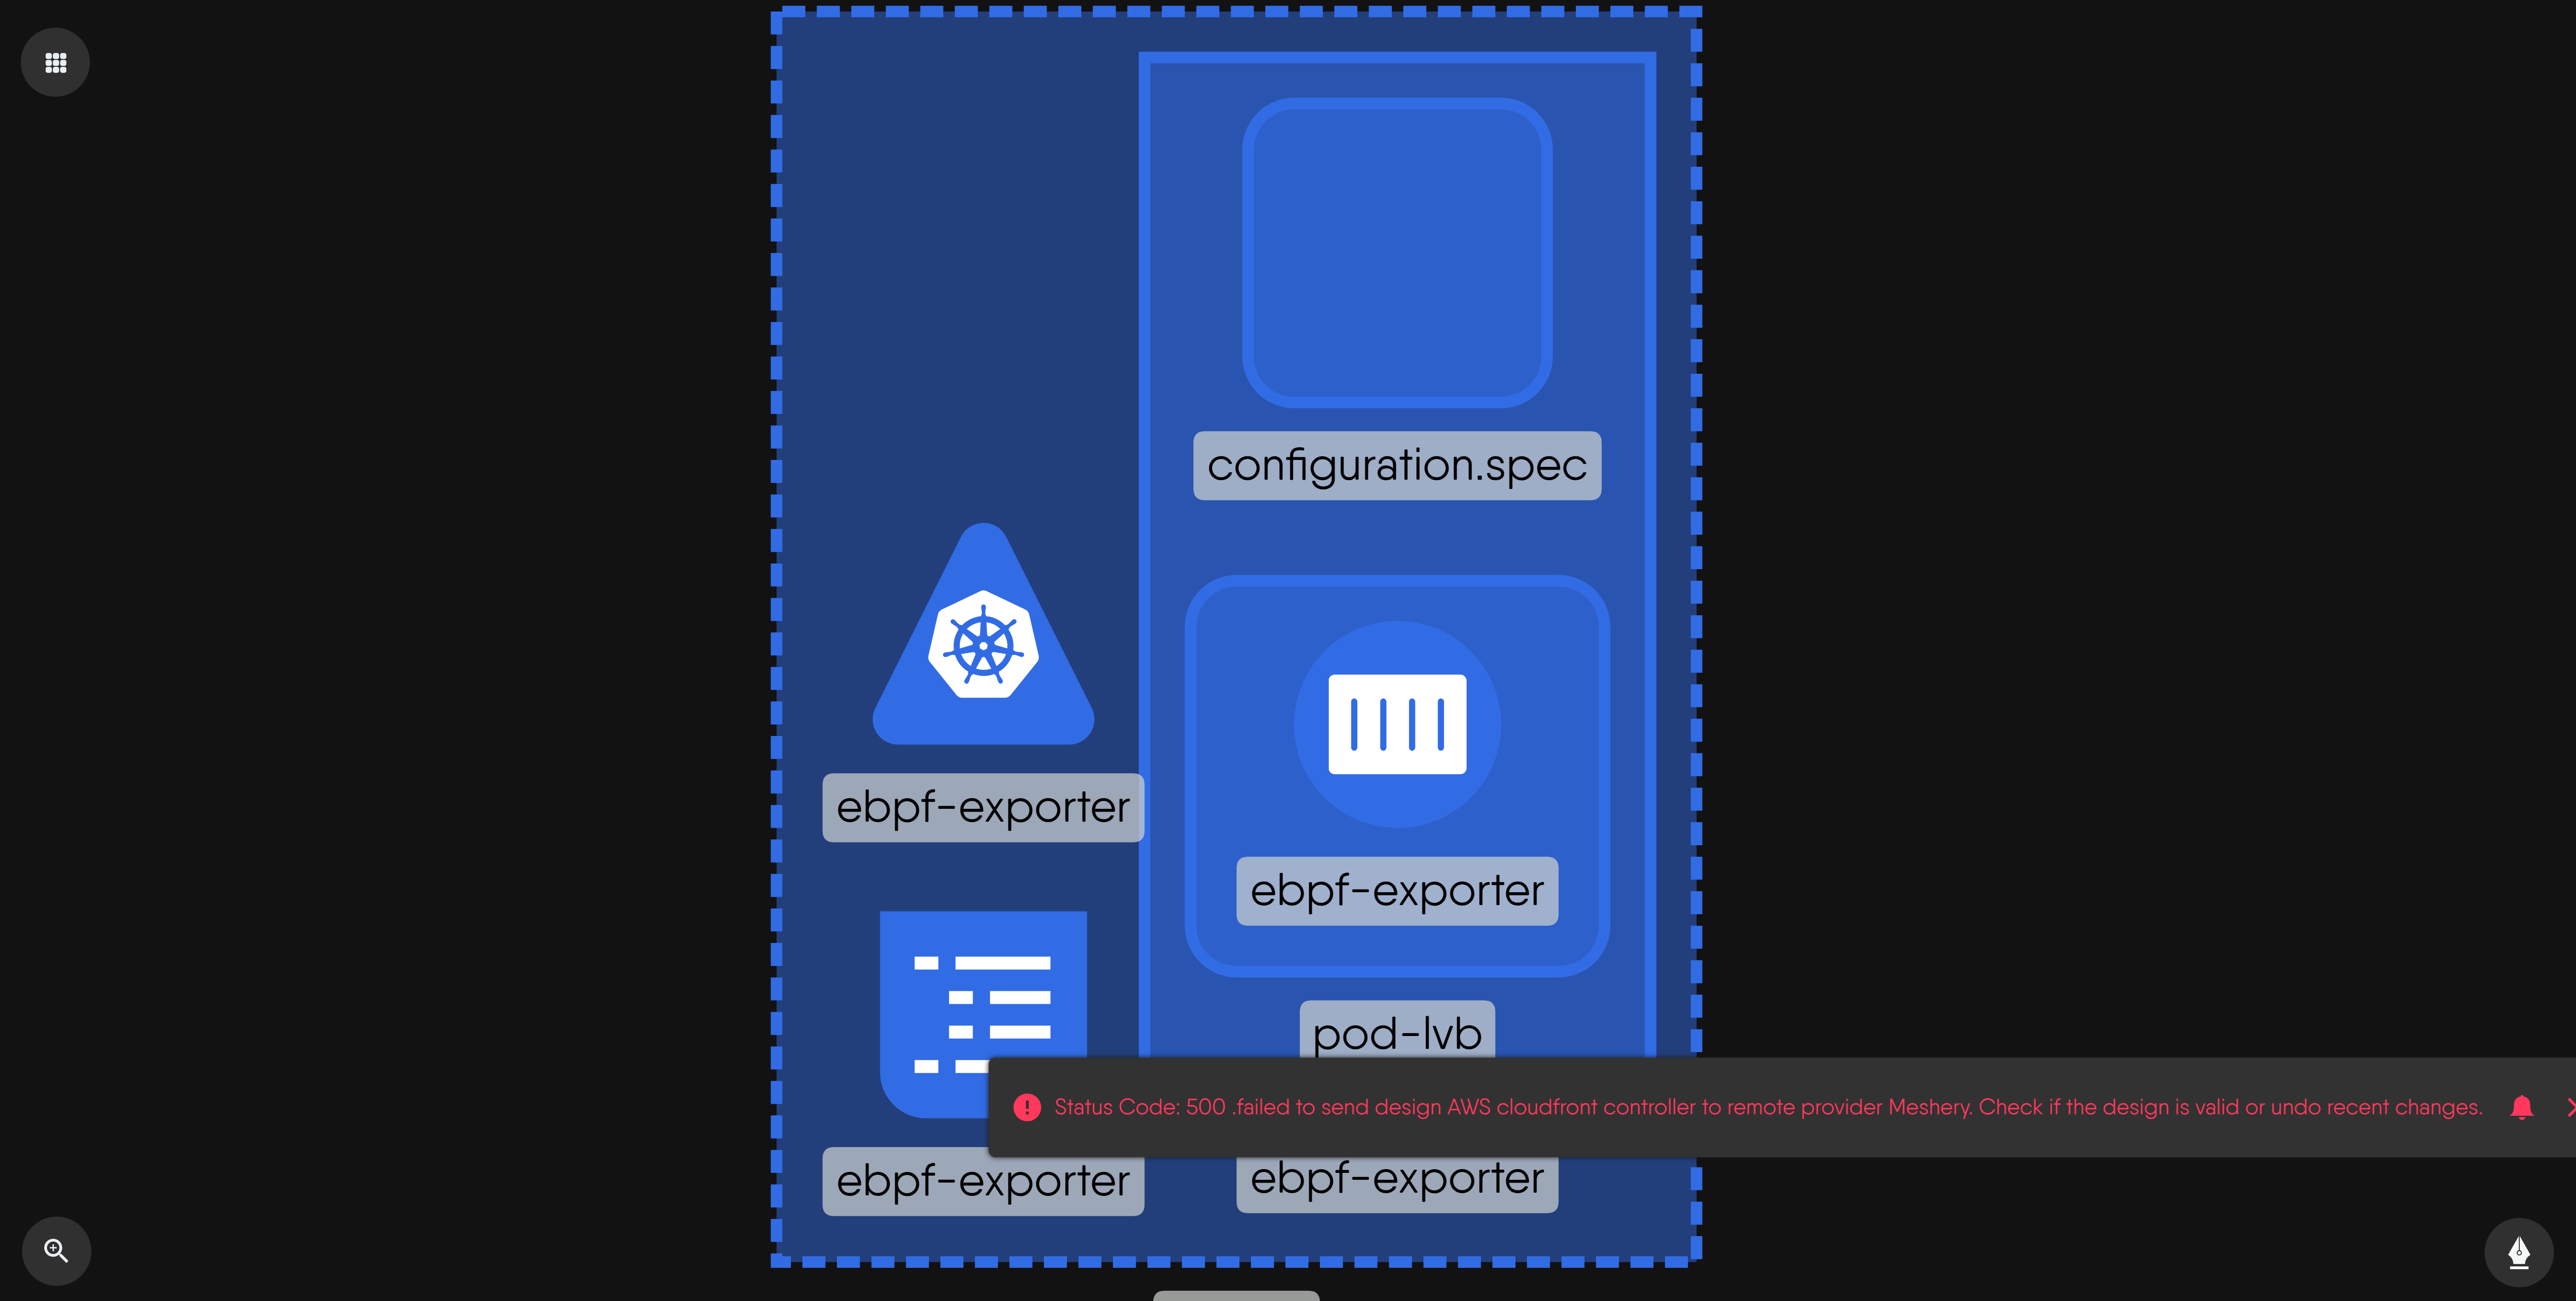 configuration.spec
ebpf-exporter
ebpf-exporter
pod-lvb
Status Code: 500 .failed to send design AWS cloudfront controller to remote provider Meshery. Check if the design is valid or undo recent changes.
ebpf-exporter
ebpf-exporter